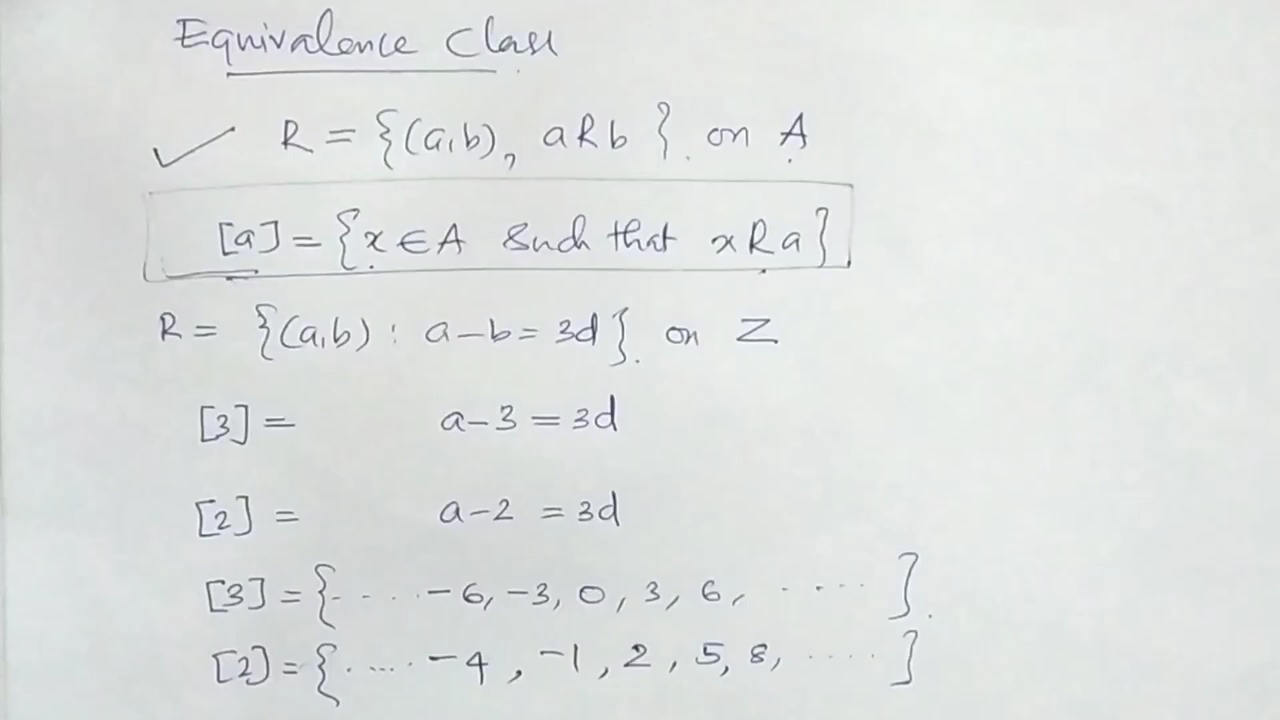 Equivalence Class
R = {(a,b), aRb}. on A
[a] = {x ∈ A such that x R a}
R = {(a,b) : a-b = 3d}. on Z
[3] = a-3 = 3d
[2] = a-2 = 3d
[3] = {..... -6, -3, 0, 3, 6, .....}.
[2] = {..... -4, -1, 2, 5, 8, .....}